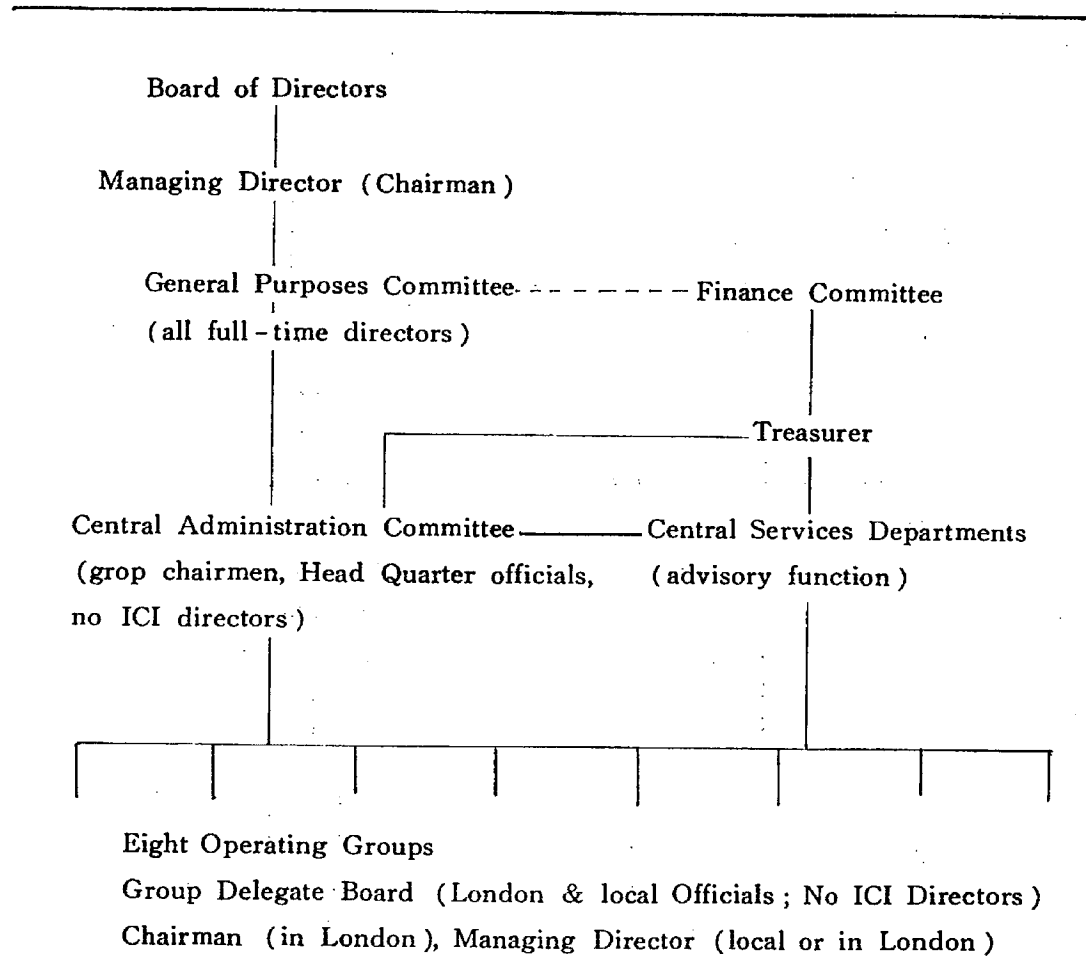 Board of Directors
Managing Director (Chairman)
General Purposes Committee Finance Committee
(all full-time directors)
Treasurer
Central Administration Committee Central Services Departments
(grop chairmen, Head Quarter officials, (advisory function)
no ICI directors)
Eight Operating Groups
Group Delegate Board (London & local Officials; No ICI Directors)
Chairman (in London), Managing Director (local or in London)